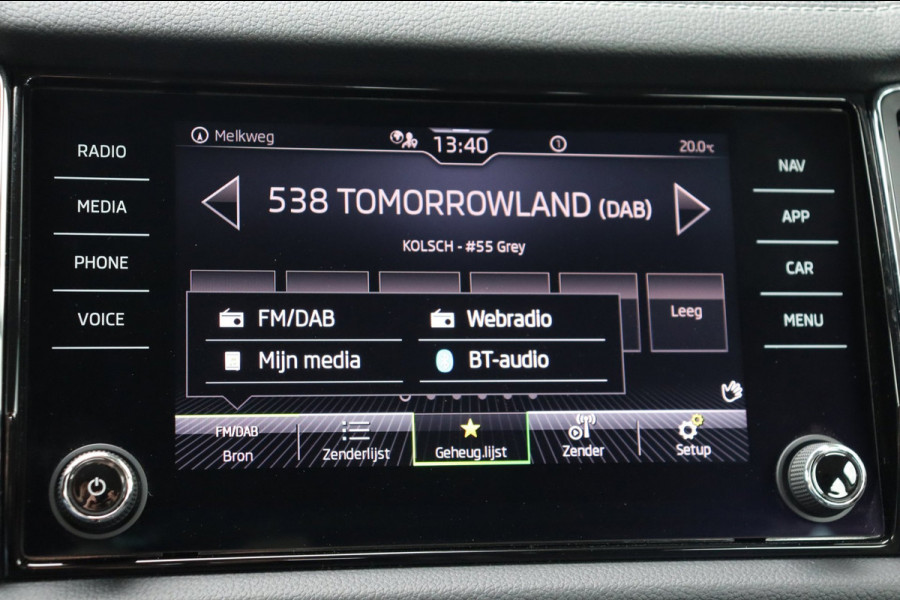 Melkweg 13:40 1 20.0°C
RADIO
MEDIA
PHONE
VOICE
538 TOMORROWLAND (DAB)
KOLSCH - #55 Grey
Leeg
FM/DAB Webradio
Mijn media BT-audio
FM/DAB
Bron Zenderlijst Geheug.lijst Zender Setup
NAV
APP
CAR
MENU